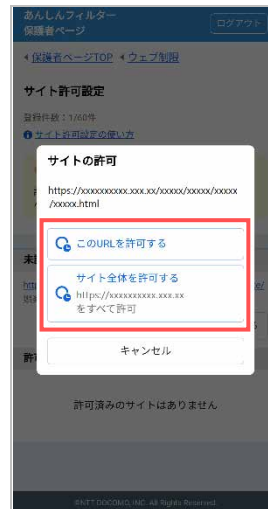 あんしんフィルター
保護者ページ
ログアウト
保護者ページTOP ウェブ制限
サイト許可設定
登録件数：1/60件
サイト許可設定の使い方
サイトの許可
https://xxxxxxxxxx.xxx.xx/xxxxx/xxxxx/xxxxx
/xxxxx.html
このURLを許可する
サイト全体を許可する
https://xxxxxxxxxx.xxx.xx
をすべて許可
キャンセル
許可済みのサイトはありません
©NTT DOCOMO, INC. All Rights Reserved.